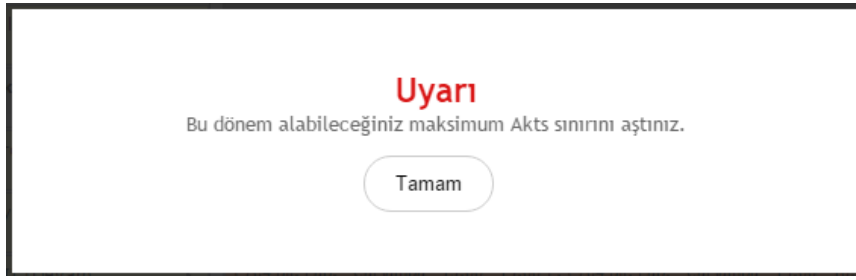 Uyarı
Bu dönem alabileceğiniz maksimum Akts sınırını aştınız.
Tamam